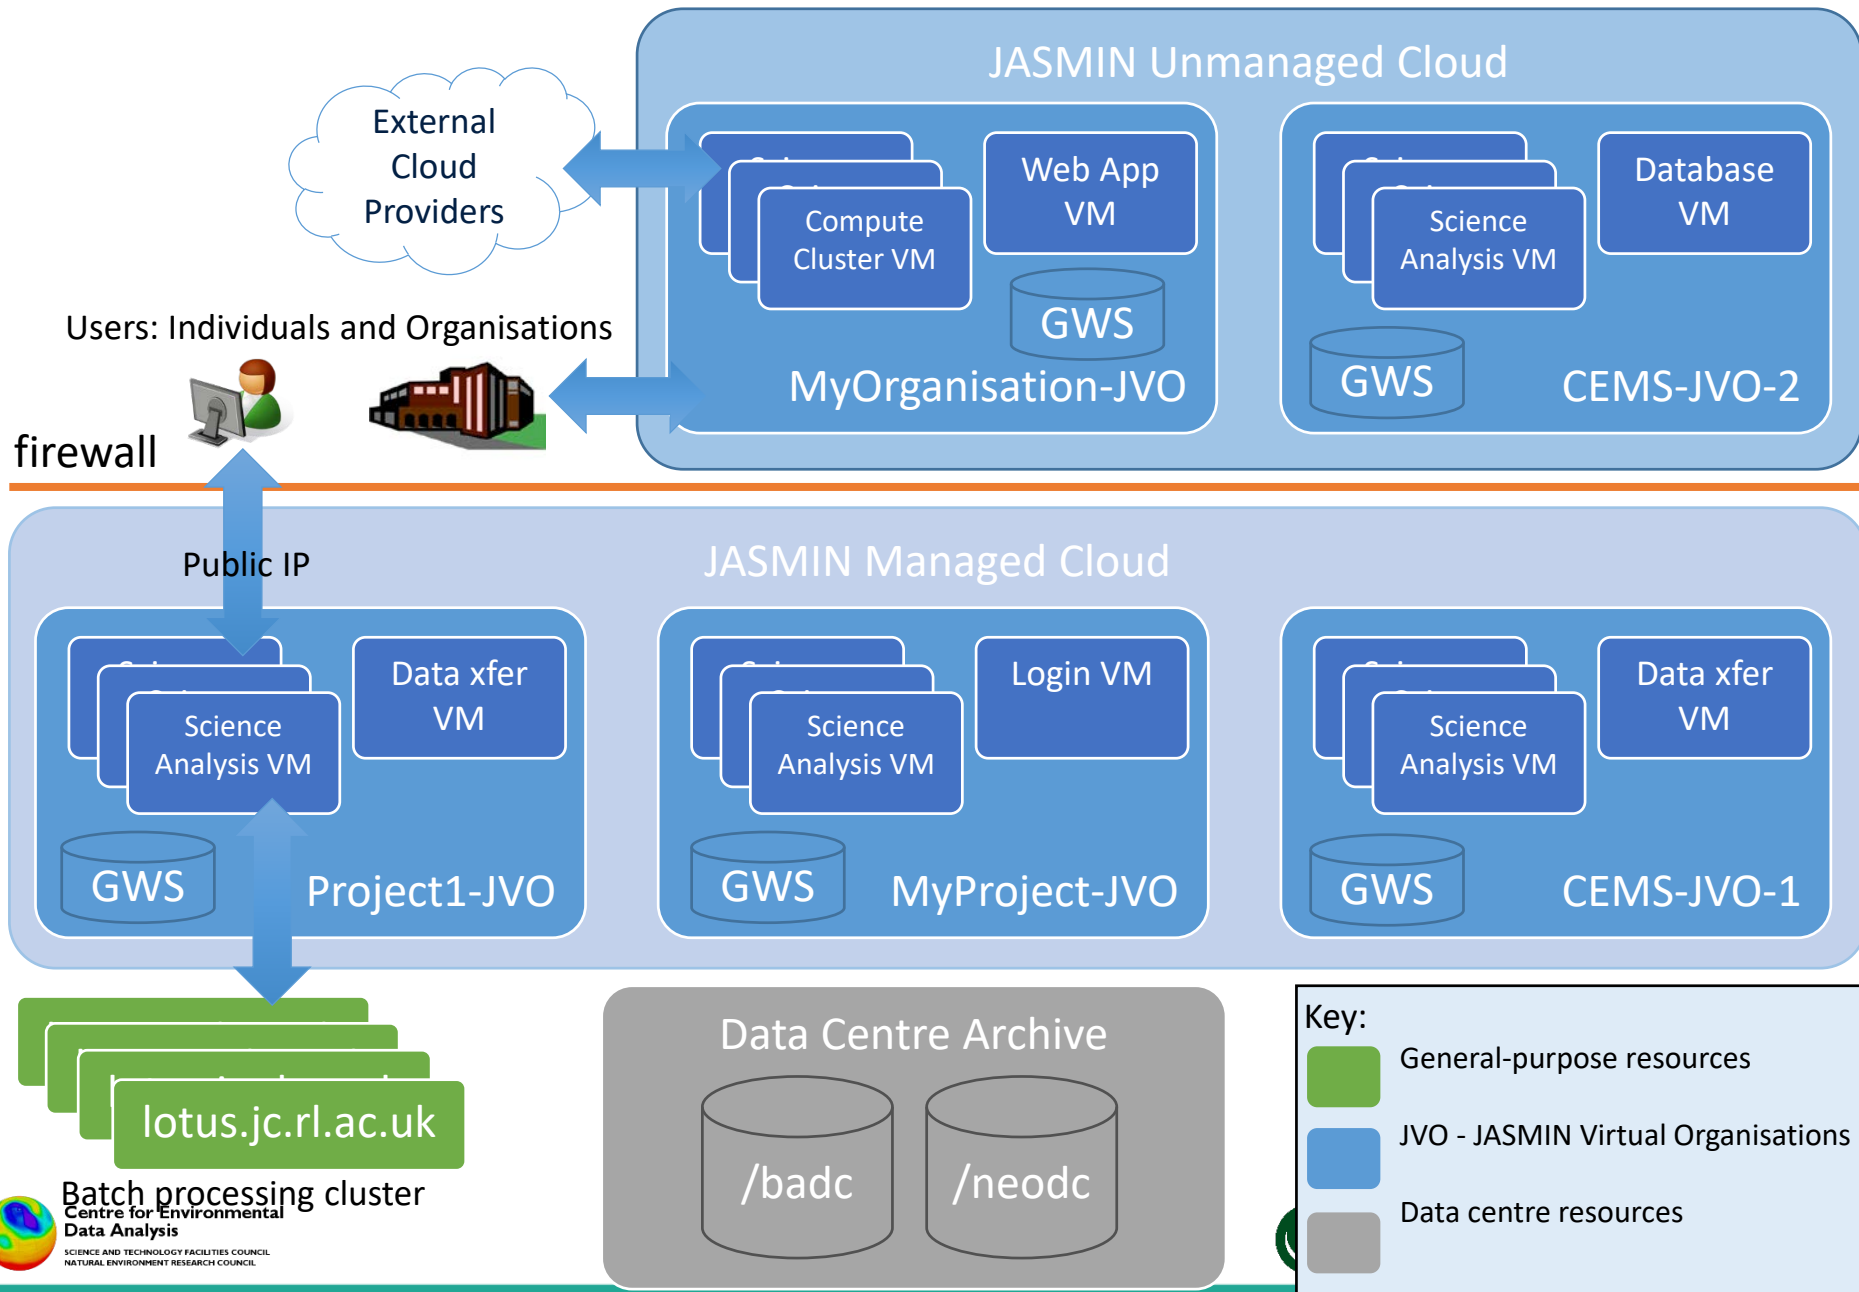 JASMIN Unmanaged Cloud
External
Cloud
Providers
Compute
Cluster VM
Web App
VM
GWS
MyOrganisation-JVO
Science
Analysis VM
Database
VM
GWS
CEMS-JVO-2
Users: Individuals and Organisations
firewall
Public IP
JASMIN Managed Cloud
Science
Analysis VM
Data xfer
VM
GWS
Project1-JVO
Science
Analysis VM
Login VM
GWS
MyProject-JVO
Science
Analysis VM
Data xfer
VM
GWS
CEMS-JVO-1
lotus.jc.rl.ac.uk
Batch processing cluster
Centre for Environmental
Data Analysis
SCIENCE AND TECHNOLOGY FACILITIES COUNCIL
NATURAL ENVIRONMENT RESEARCH COUNCIL
Data Centre Archive
/badc
/neodc
Key:
General-purpose resources
JVO - JASMIN Virtual Organisations
Data centre resources